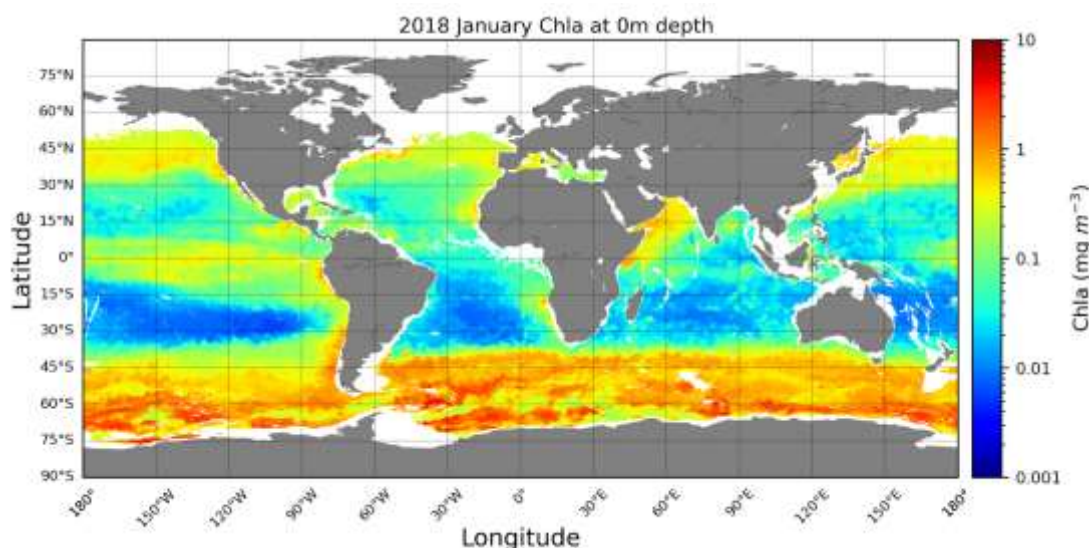 2018 January Chla at 0m depth
75°N
60°N
45°N
30°N
15°N
0°
15°S
30°S
45°S
60°S
75°S
90°S
Latitude
180°
150°W
120°W
90°W
60°W
30°W
0°
30°E
60°E
90°E
120°E
150°E
180°
Longitude
10
1
0.1
0.01
0.001
Chla (mg m⁻³)